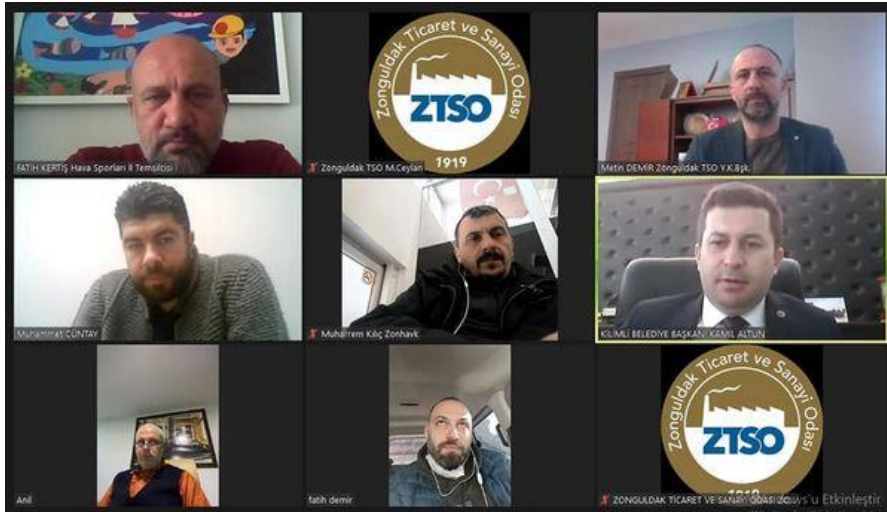 Zonguldak Ticaret ve Sanayi Odası
ZTSO
1919
FATİH KERTİŞ Hava Sporları İl Temsilcisi
Zonguldak TSO M.Ceylan
Metin DEMİR Zonguldak TSO Y.K.Bşk.
Muhammet CÜNTAY
Muharrem Kılıç Zonhavk
KİLİMLİ BELEDİYE BAŞKANI KAMİL ALTUN
Zonguldak Ticaret ve Sanayi Odası
ZTSO
Anıl
fatih demir
ZONGULDAK TİCARET VE SANAYİ ODASI